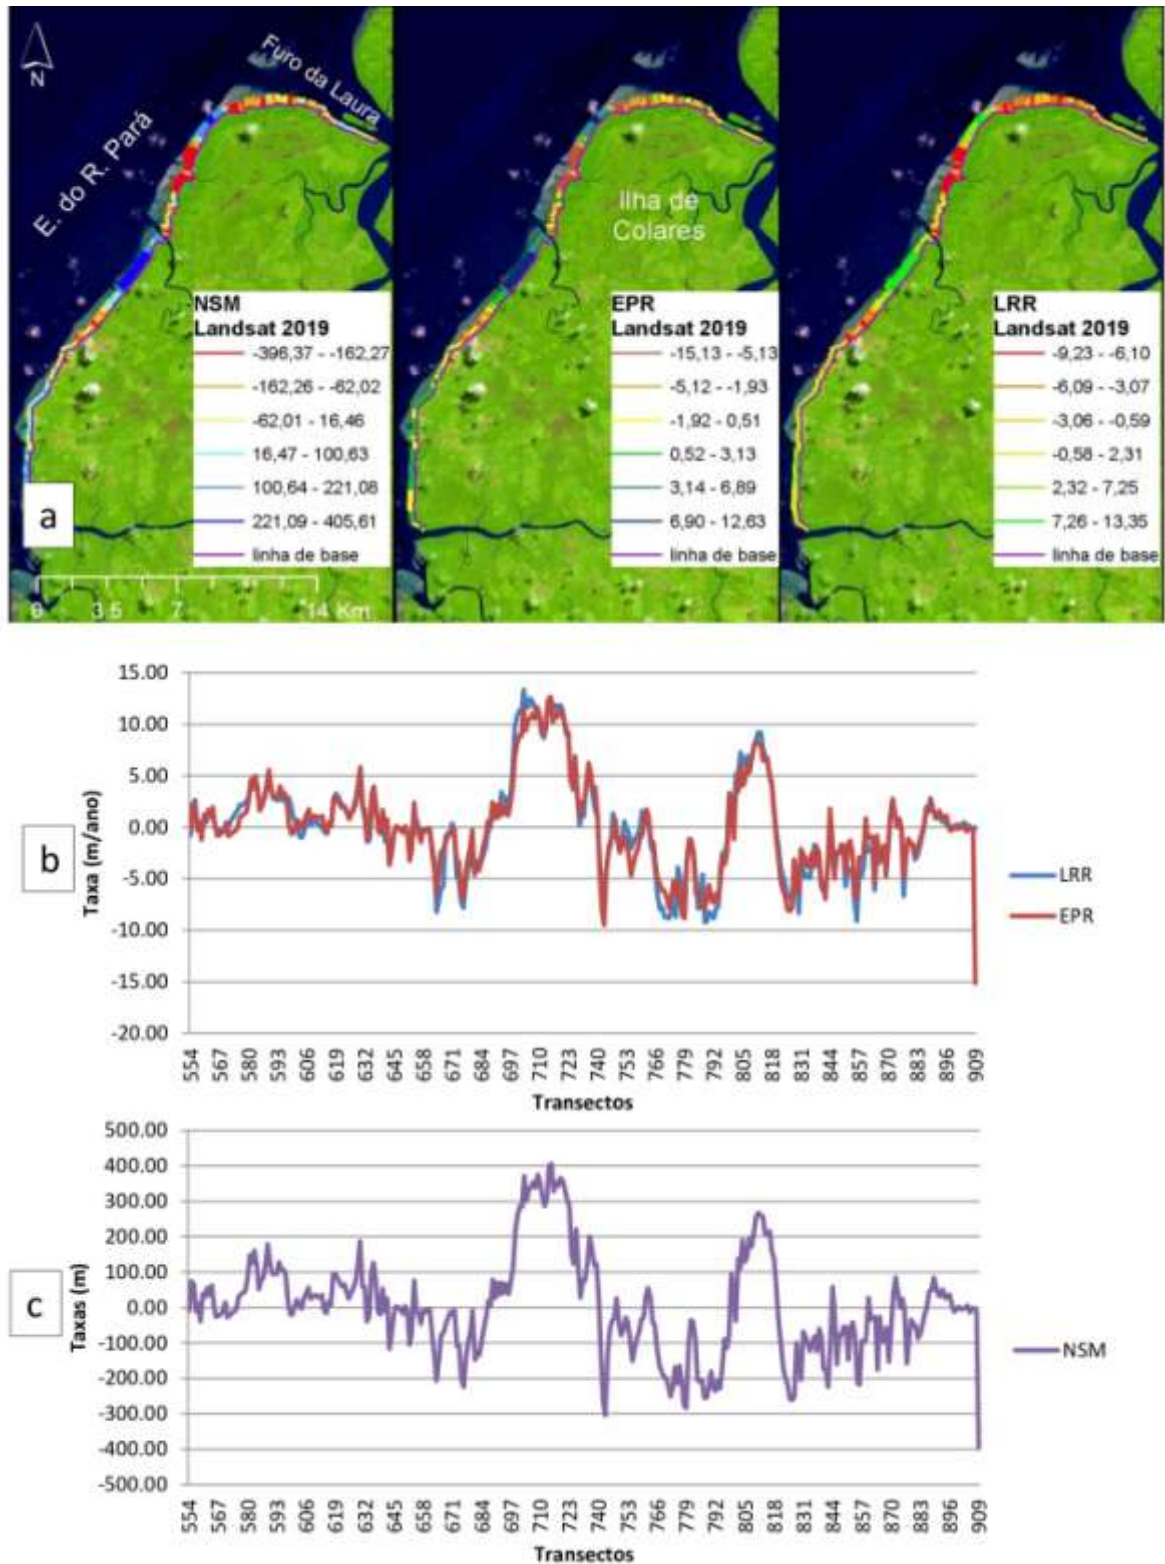 N
Furo da Laura
E. do R. Pará
Ilha de
Colares
NSM
Landsat 2019
-396,37 - -162,27
-162,26 - -62,02
-62,01 - 16,46
16,47 - 100,63
100,64 - 221,08
221,09 - 405,61
linha de base
EPR
Landsat 2019
-15,13 - -5,13
-5,12 - -1,93
-1,92 - 0,51
0,52 - 3,13
3,14 - 6,89
6,90 - 12,63
linha de base
LRR
Landsat 2019
-9,23 - -6,10
-6,09 - -3,07
-3,06 - -0,59
-0,58 - 2,31
2,32 - 7,25
7,26 - 13,35
linha de base
a
0 3.5 7 14 Km
b
Taxa (m/ano)
15.00
10.00
5.00
0.00
-5.00
-10.00
-15.00
-20.00
554 567 580 593 606 619 632 645 658 671 684 697 710 723 740 753 766 779 792 805 818 831 844 857 870 883 896 909
Transectos
LRR
EPR
c
Taxas (m)
500.00
400.00
300.00
200.00
100.00
0.00
-100.00
-200.00
-300.00
-400.00
-500.00
554 567 580 593 606 619 632 645 658 671 684 697 710 723 740 753 766 779 792 805 818 831 844 857 870 883 896 909
Transectos
NSM